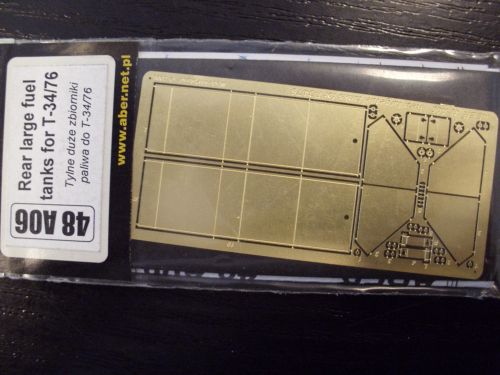 48 A06
Rear large fuel
tanks for T-34/76
Tylne duże zbiorniki
paliwa do T-34/76
www.aber.net.pl